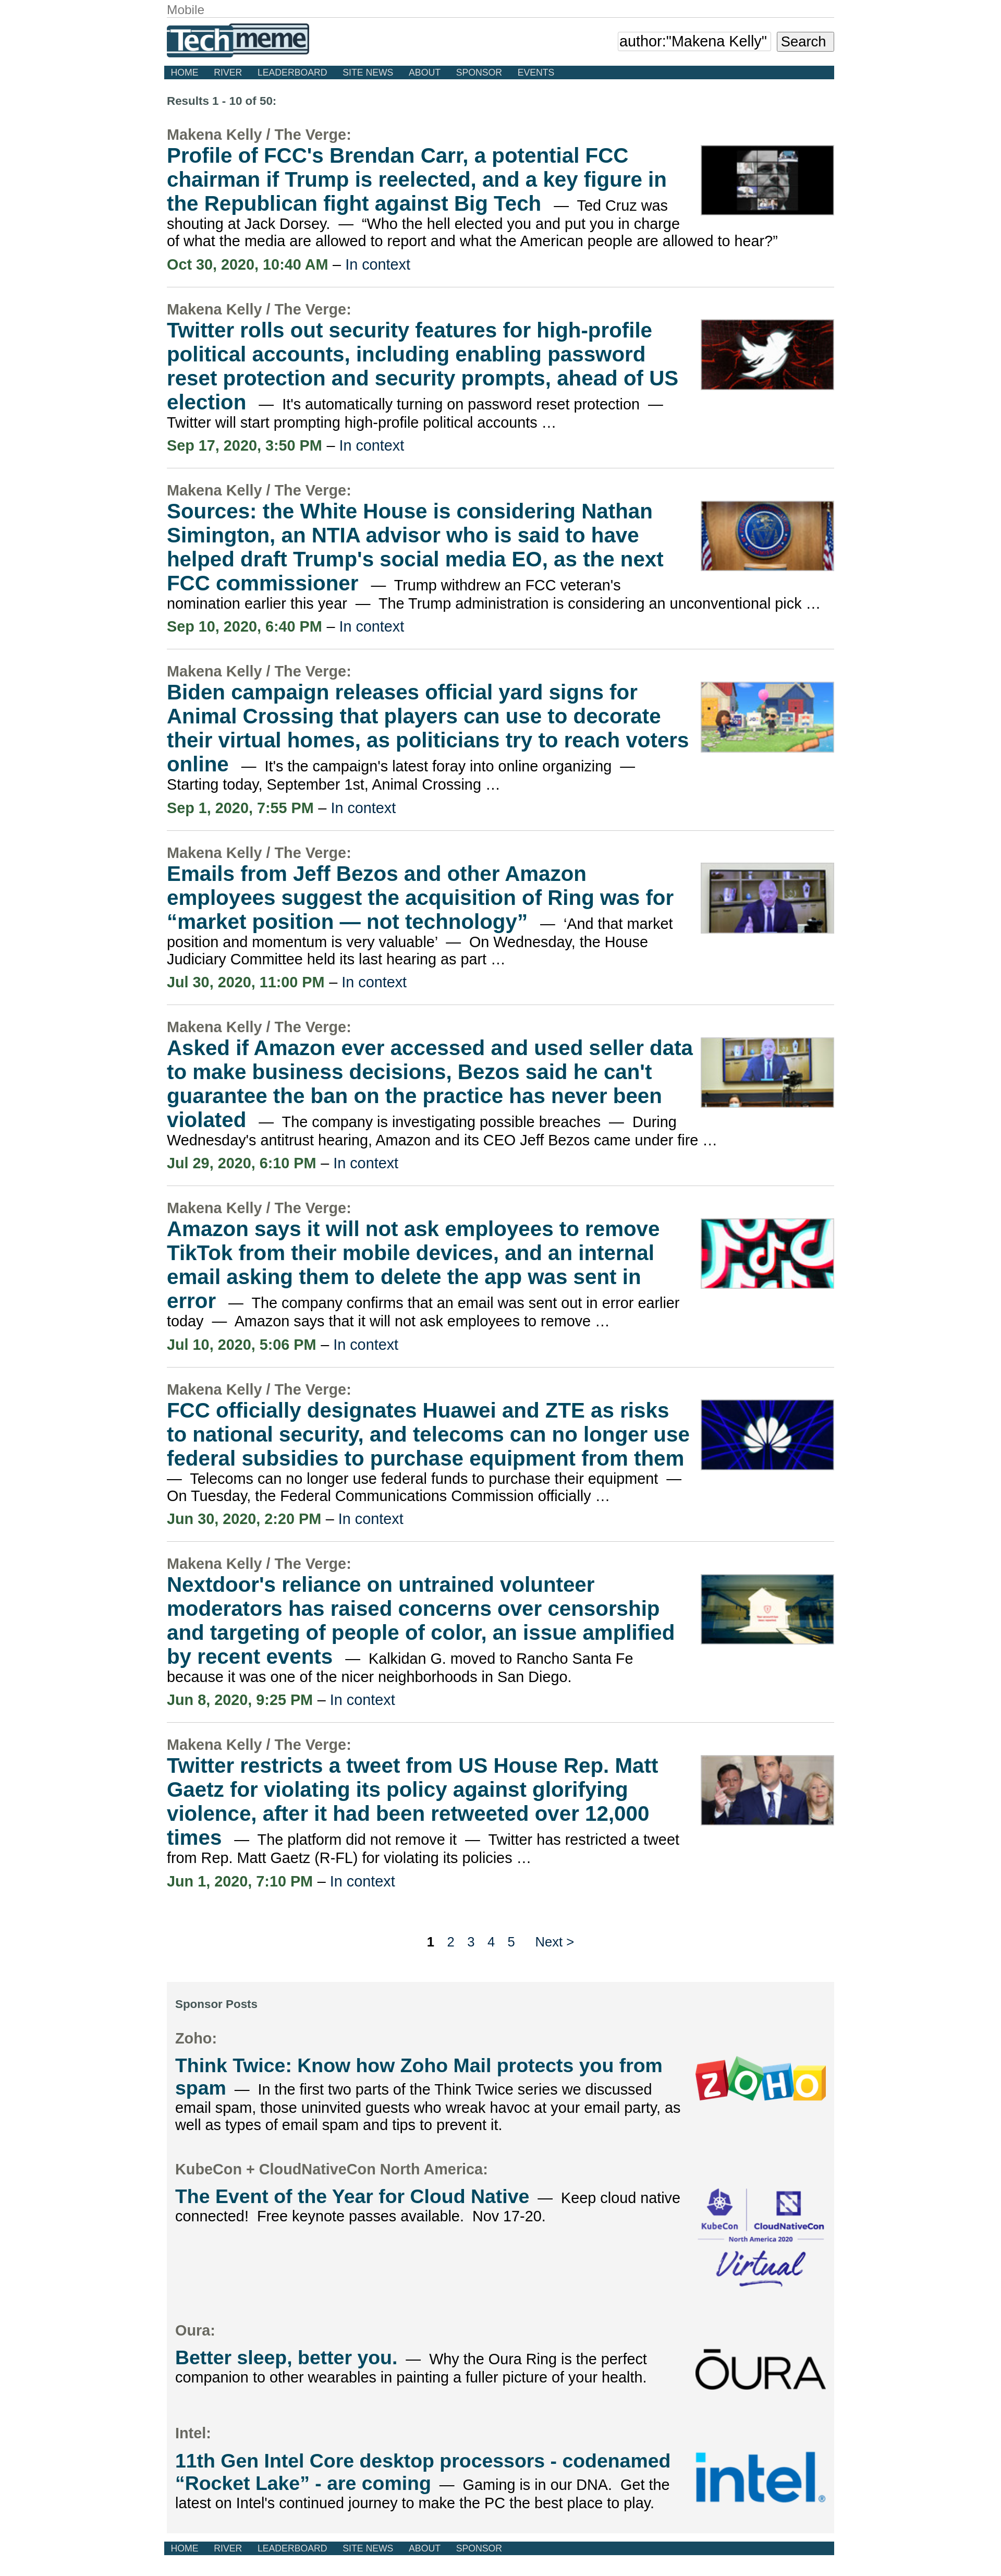 Mobile
Techmeme
author:"Makena Kelly" Search
HOME RIVER LEADERBOARD SITE NEWS ABOUT SPONSOR EVENTS
Results 1 - 10 of 50:
Makena Kelly / The Verge:
Profile of FCC's Brendan Carr, a potential FCC
chairman if Trump is reelected, and a key figure in
the Republican fight against Big Tech — Ted Cruz was
shouting at Jack Dorsey. — “Who the hell elected you and put you in charge
of what the media are allowed to report and what the American people are allowed to hear?”
Oct 30, 2020, 10:40 AM – In context
Makena Kelly / The Verge:
Twitter rolls out security features for high-profile
political accounts, including enabling password
reset protection and security prompts, ahead of US
election — It's automatically turning on password reset protection —
Twitter will start prompting high-profile political accounts …
Sep 17, 2020, 3:50 PM – In context
Makena Kelly / The Verge:
Sources: the White House is considering Nathan
Simington, an NTIA advisor who is said to have
helped draft Trump's social media EO, as the next
FCC commissioner — Trump withdrew an FCC veteran's
nomination earlier this year — The Trump administration is considering an unconventional pick …
Sep 10, 2020, 6:40 PM – In context
Makena Kelly / The Verge:
Biden campaign releases official yard signs for
Animal Crossing that players can use to decorate
their virtual homes, as politicians try to reach voters
online — It's the campaign's latest foray into online organizing —
Starting today, September 1st, Animal Crossing …
Sep 1, 2020, 7:55 PM – In context
Makena Kelly / The Verge:
Emails from Jeff Bezos and other Amazon
employees suggest the acquisition of Ring was for
“market position — not technology” — ‘And that market
position and momentum is very valuable’ — On Wednesday, the House
Judiciary Committee held its last hearing as part …
Jul 30, 2020, 11:00 PM – In context
Makena Kelly / The Verge:
Asked if Amazon ever accessed and used seller data
to make business decisions, Bezos said he can't
guarantee the ban on the practice has never been
violated — The company is investigating possible breaches — During
Wednesday's antitrust hearing, Amazon and its CEO Jeff Bezos came under fire …
Jul 29, 2020, 6:10 PM – In context
Makena Kelly / The Verge:
Amazon says it will not ask employees to remove
TikTok from their mobile devices, and an internal
email asking them to delete the app was sent in
error — The company confirms that an email was sent out in error earlier
today — Amazon says that it will not ask employees to remove …
Jul 10, 2020, 5:06 PM – In context
Makena Kelly / The Verge:
FCC officially designates Huawei and ZTE as risks
to national security, and telecoms can no longer use
federal subsidies to purchase equipment from them
— Telecoms can no longer use federal funds to purchase their equipment —
On Tuesday, the Federal Communications Commission officially …
Jun 30, 2020, 2:20 PM – In context
Makena Kelly / The Verge:
Nextdoor's reliance on untrained volunteer
moderators has raised concerns over censorship
and targeting of people of color, an issue amplified
by recent events — Kalkidan G. moved to Rancho Santa Fe
because it was one of the nicer neighborhoods in San Diego.
Jun 8, 2020, 9:25 PM – In context
Makena Kelly / The Verge:
Twitter restricts a tweet from US House Rep. Matt
Gaetz for violating its policy against glorifying
violence, after it had been retweeted over 12,000
times — The platform did not remove it — Twitter has restricted a tweet
from Rep. Matt Gaetz (R-FL) for violating its policies …
Jun 1, 2020, 7:10 PM – In context
1 2 3 4 5 Next >
Sponsor Posts
Zoho:
Think Twice: Know how Zoho Mail protects you from
spam — In the first two parts of the Think Twice series we discussed
email spam, those uninvited guests who wreak havoc at your email party, as
well as types of email spam and tips to prevent it.
ZOHO
KubeCon + CloudNativeCon North America:
The Event of the Year for Cloud Native — Keep cloud native
connected! Free keynote passes available. Nov 17-20.
KubeCon CloudNativeCon
North America 2020
Virtual
Oura:
Better sleep, better you. — Why the Oura Ring is the perfect
companion to other wearables in painting a fuller picture of your health.
ŌURA
Intel:
11th Gen Intel Core desktop processors - codenamed
“Rocket Lake” - are coming — Gaming is in our DNA. Get the
latest on Intel's continued journey to make the PC the best place to play.
intel®
HOME RIVER LEADERBOARD SITE NEWS ABOUT SPONSOR